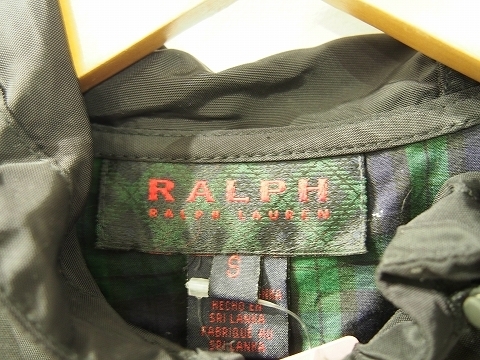 RALPH
RALPH LAUREN
S
HECHO EN
SRI LANKA
FABRIQUE AU
SRI LANKA